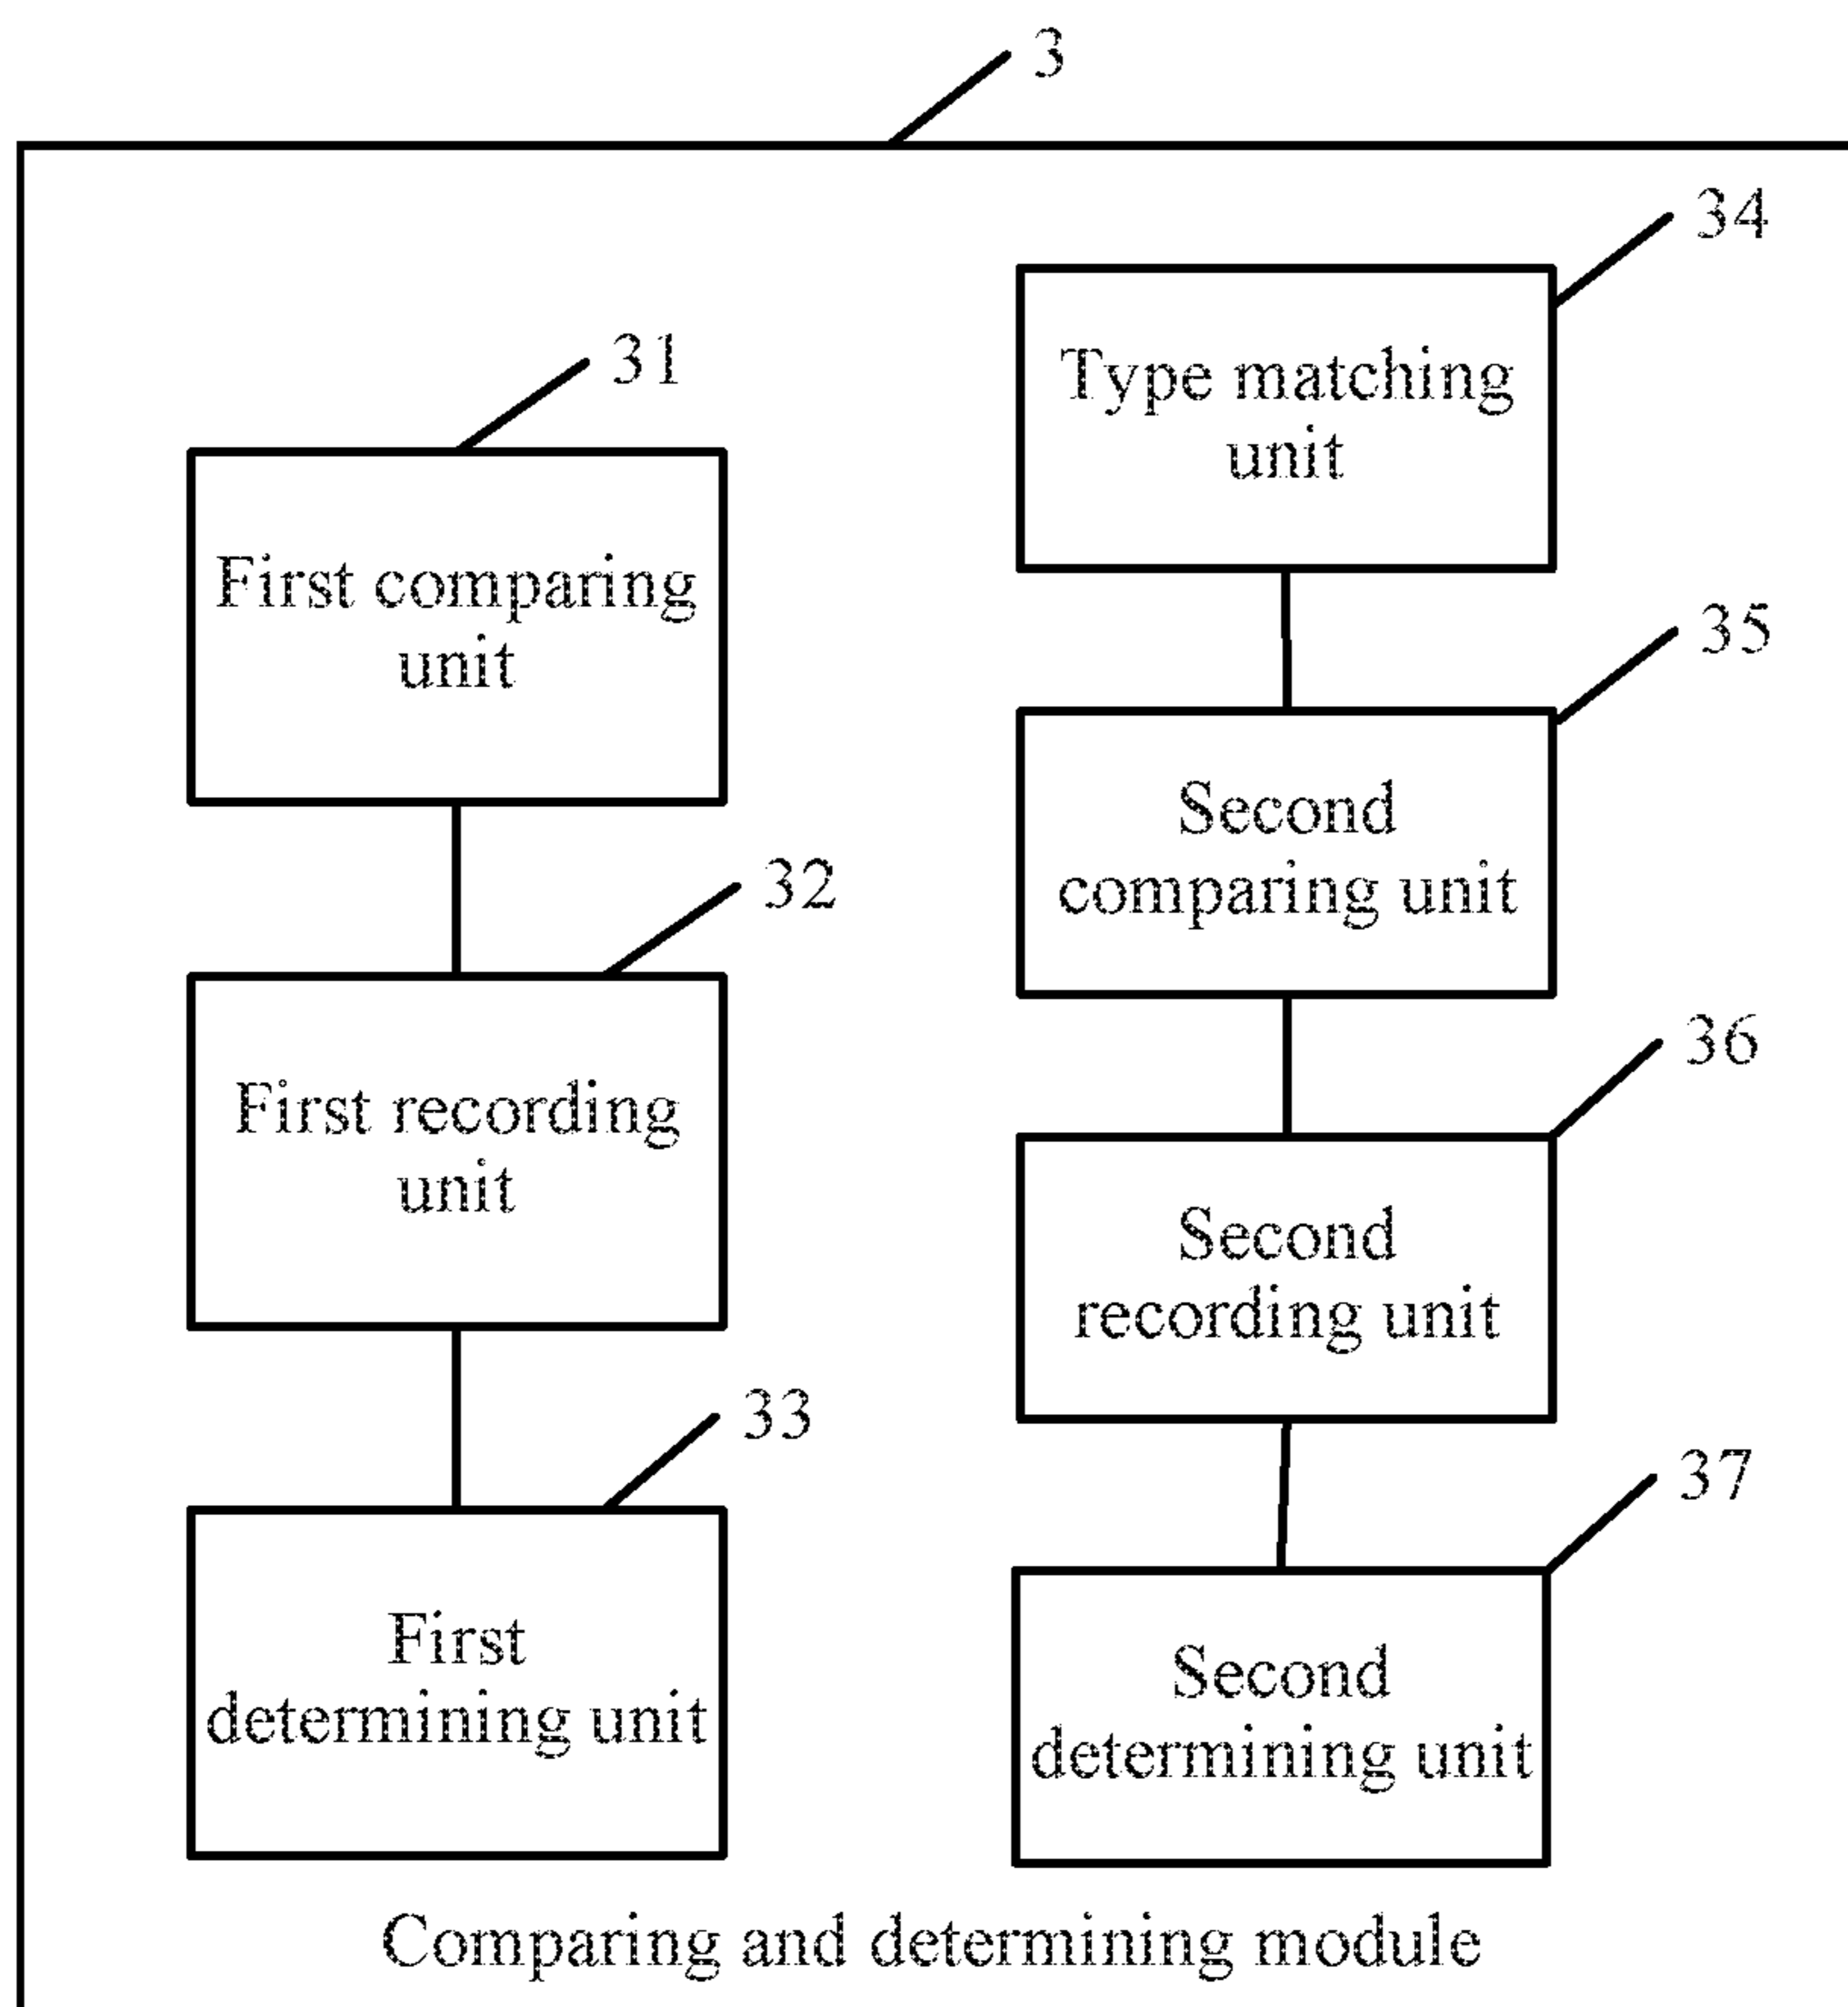 3
31
First comparing
unit
32
First recording
unit
33
First
determining unit
34
Type matching
unit
35
Second
comparing unit
36
Second
recording unit
37
Second
determining unit
Comparing and determining module